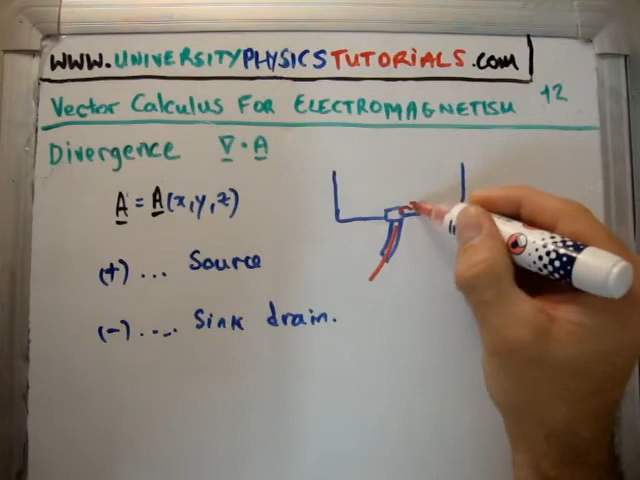 WWW.UNIVERSITYPHYSICSTUTORIALS.COM
Vector Calculus FOR ELECTROMAGNETISM 12
Divergence ∇ · A
A = A(x,y,z)
(+) ... Source
(-) .... Sink drain.